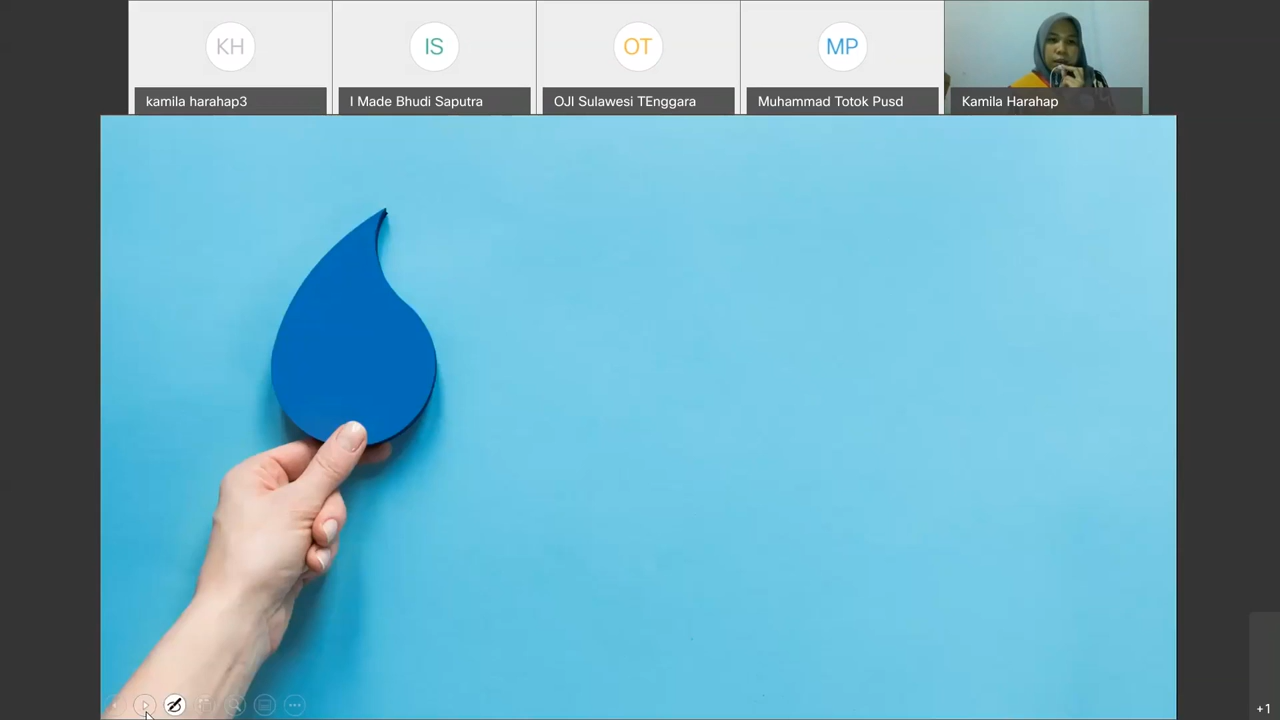 KH
IS
OT
MP
kamila harahap3
I Made Bhudi Saputra
OJI Sulawesi TEnggara
Muhammad Totok Pusd
Kamila Harahap
+1